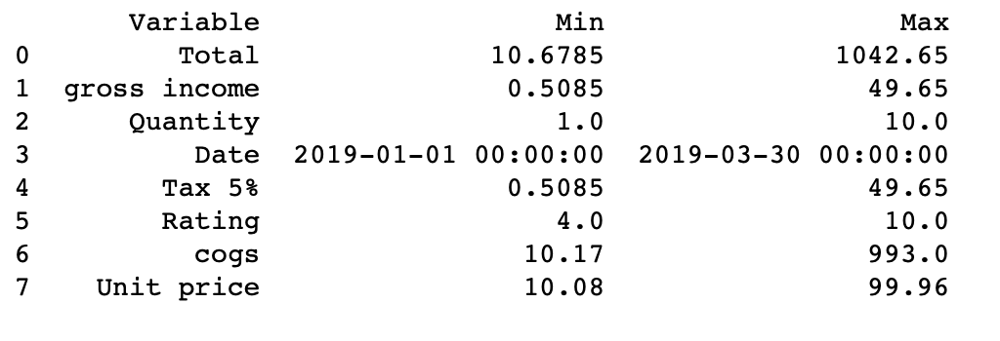 Variable Min Max
0 Total 10.6785 1042.65
1 gross income 0.5085 49.65
2 Quantity 1.0 10.0
3 Date 2019-01-01 00:00:00 2019-03-30 00:00:00
4 Tax 5% 0.5085 49.65
5 Rating 4.0 10.0
6 cogs 10.17 993.0
7 Unit price 10.08 99.96